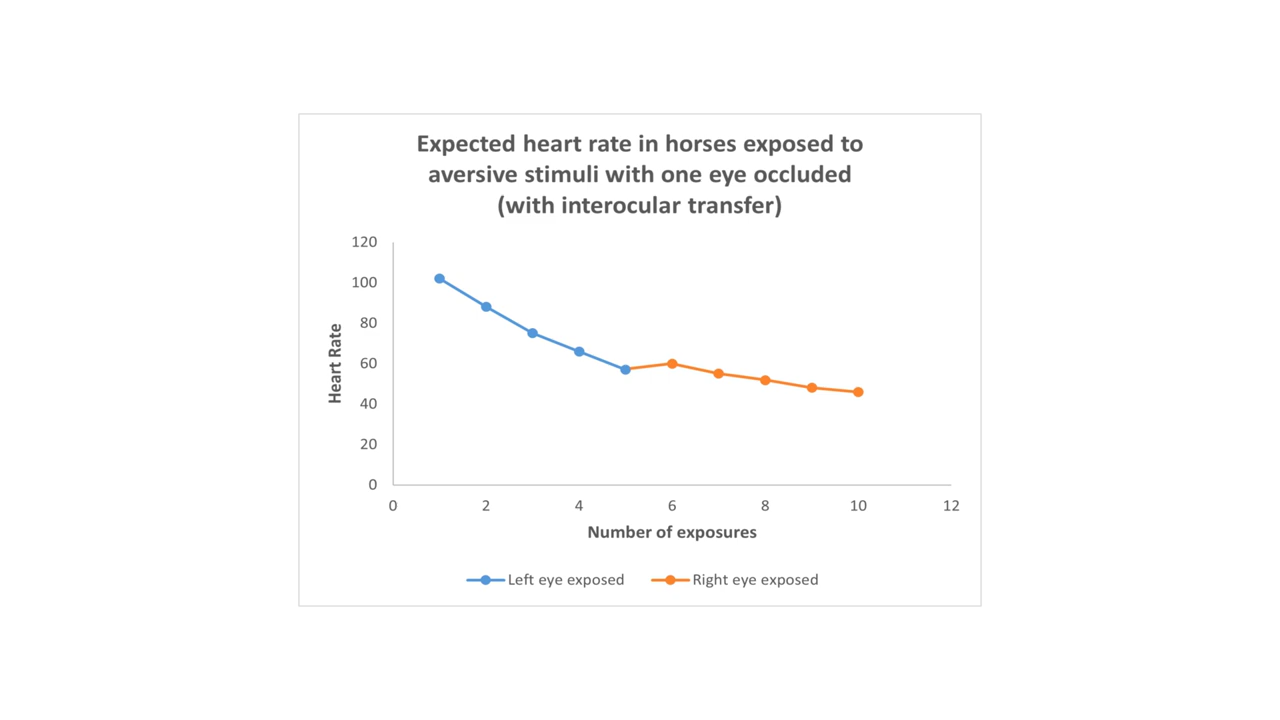 Expected heart rate in horses exposed to
aversive stimuli with one eye occluded
(with interocular transfer)
120
100
80
60
40
20
0
Heart Rate
0 2 4 6 8 10 12
Number of exposures
Left eye exposed Right eye exposed